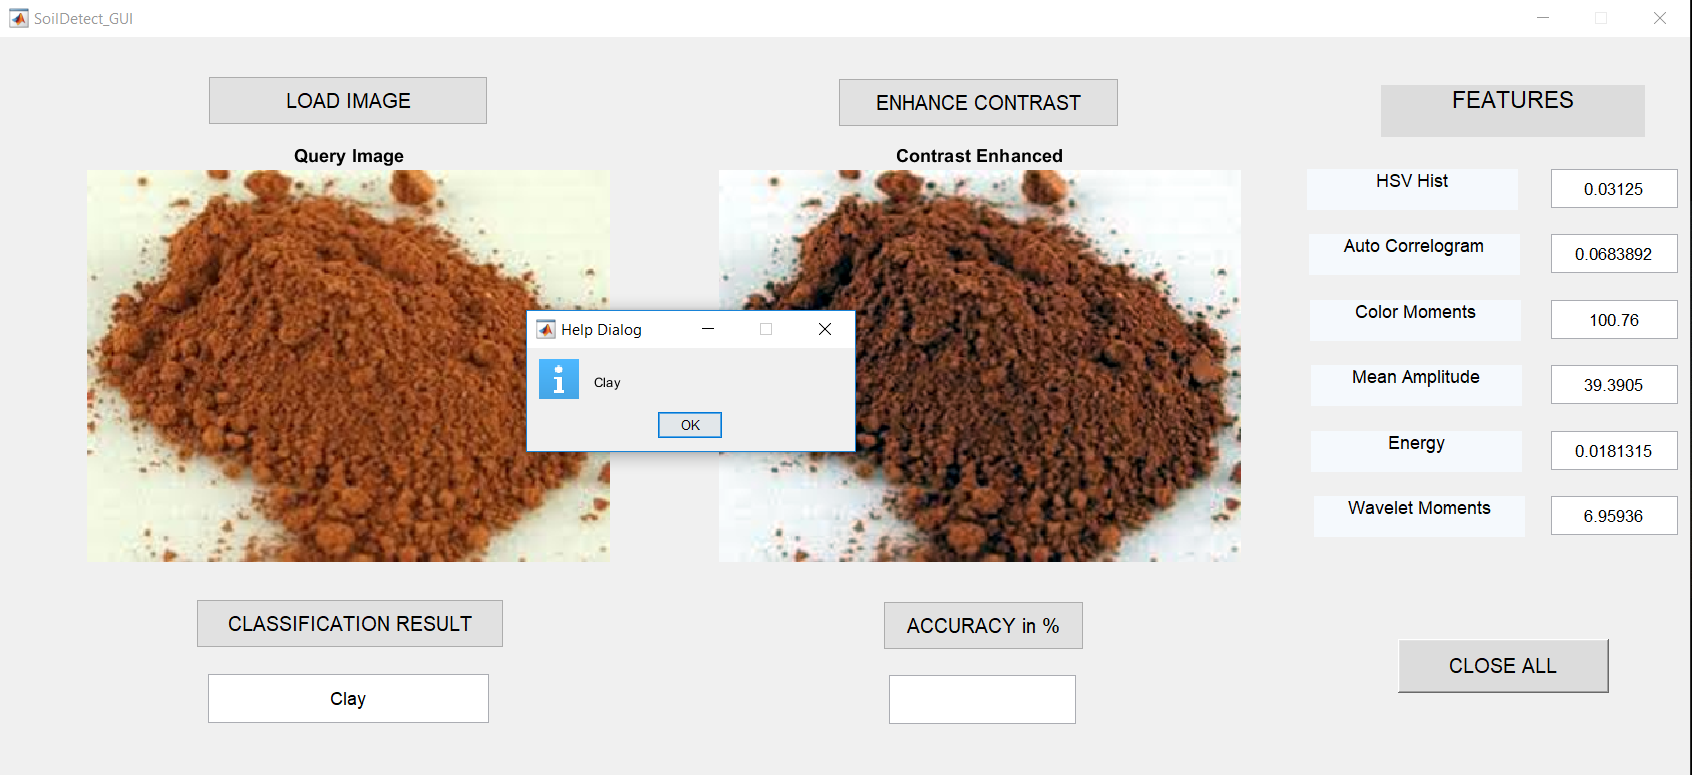 SoilDetect_GUI
LOAD IMAGE
ENHANCE CONTRAST
FEATURES
Query Image
Contrast Enhanced
HSV Hist
0.03125
Auto Correlogram
0.0683892
Color Moments
100.76
Mean Amplitude
39.3905
Energy
0.0181315
Wavelet Moments
6.95936
Help Dialog
Clay
OK
CLASSIFICATION RESULT
ACCURACY in %
Clay
CLOSE ALL